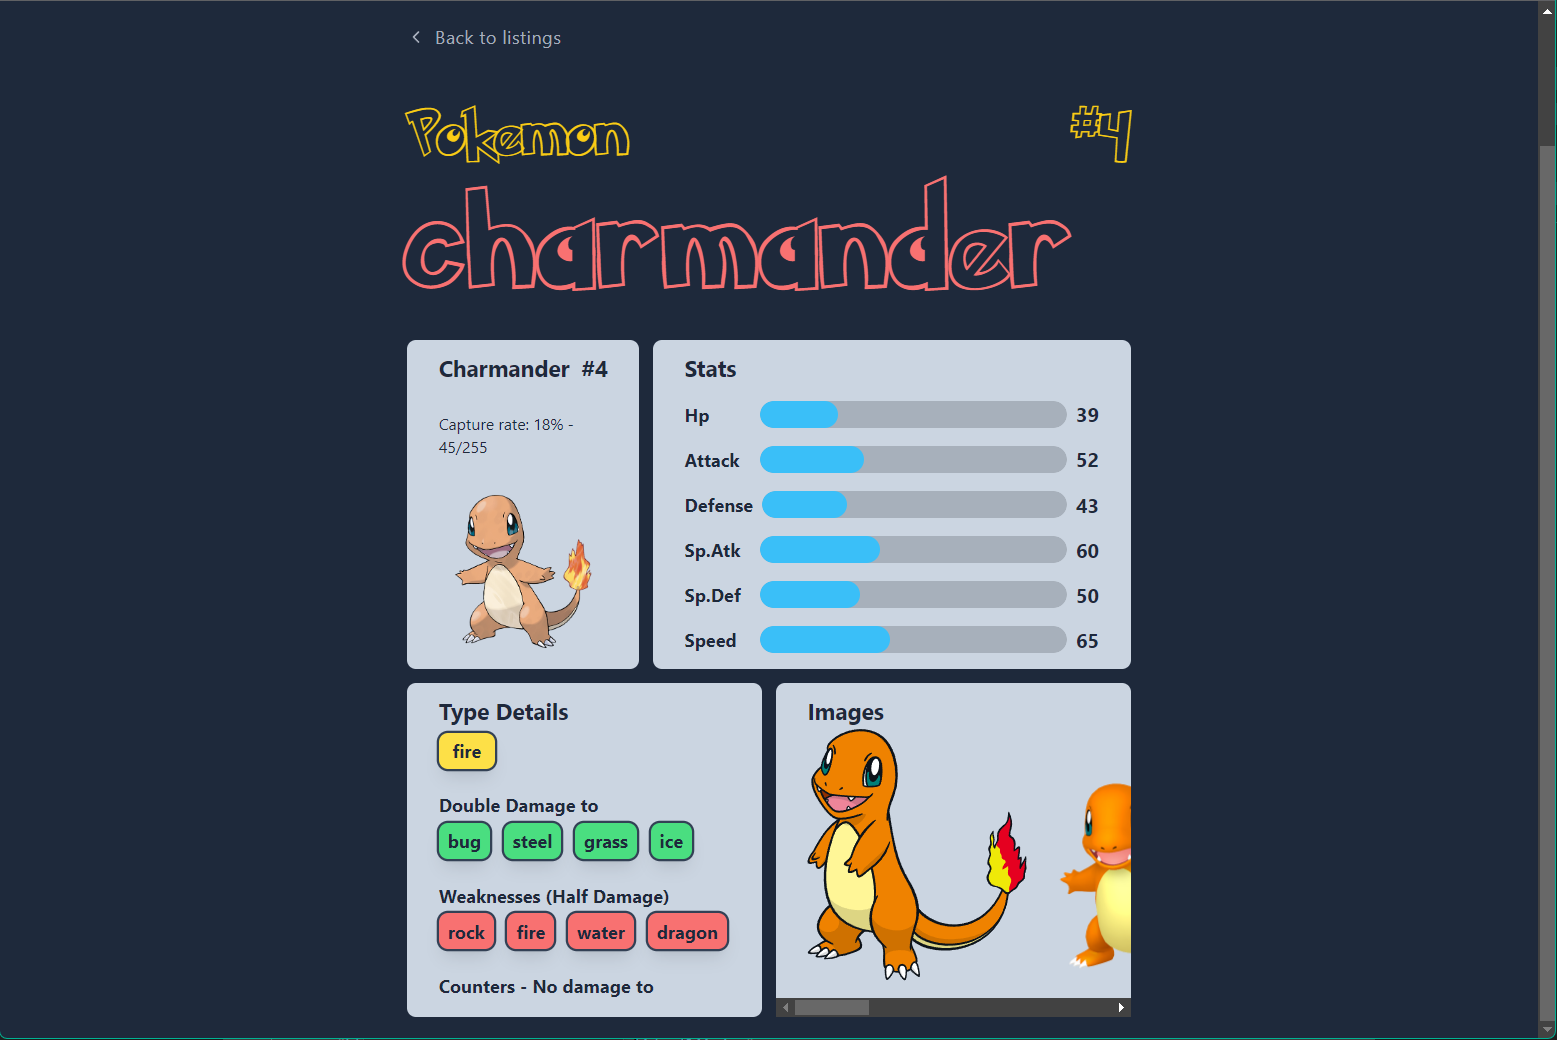 Back to listings
Pokemon #4
charmander
Charmander #4
Capture rate: 18% -
45/255
Stats
Hp 39
Attack 52
Defense 43
Sp.Atk 60
Sp.Def 50
Speed 65
Type Details
fire
Double Damage to
bug steel grass ice
Weaknesses (Half Damage)
rock fire water dragon
Counters - No damage to
Images